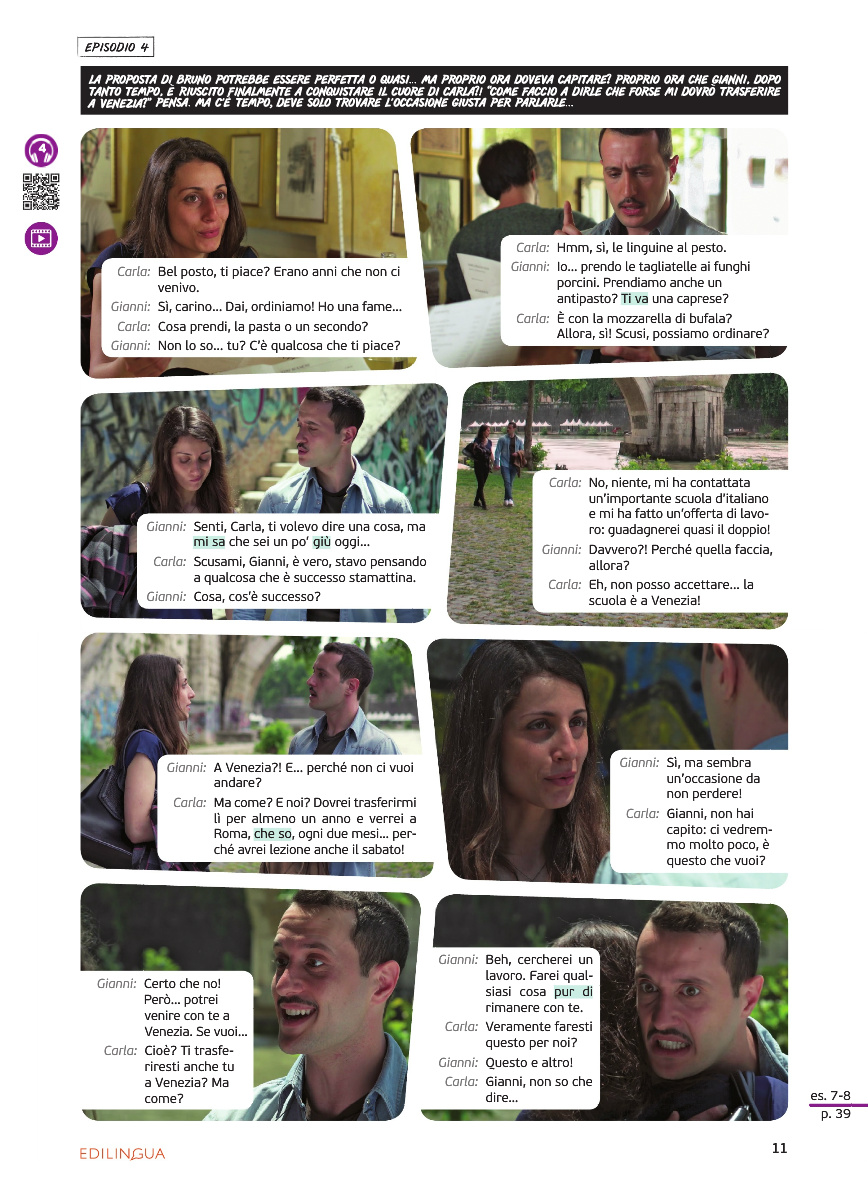 EPISODIO 4
LA PROPOSTA DI BRUNO POTREBBE ESSERE PERFETTA O QUASI... MA PROPRIO ORA DOVEVA CAPITARE? PROPRIO ORA CHE GIANNI, DOPO
TANTO TEMPO, È RIUSCITO FINALMENTE A CONQUISTARE IL CUORE DI CARLA?! “COME FACCIO A DIRLE CHE FORSE MI DOVRÒ TRASFERIRE
A VENEZIA?” PENSA. MA C'È TEMPO, DEVE SOLO TROVARE L'OCCASIONE GIUSTA PER PARLARLE...
4
Carla: Bel posto, ti piace? Erano anni che non ci
venivo.
Gianni: Sì, carino... Dai, ordiniamo! Ho una fame...
Carla: Cosa prendi, la pasta o un secondo?
Gianni: Non lo so... tu? C'è qualcosa che ti piace?
Carla: Hmm, sì, le linguine al pesto.
Gianni: Io... prendo le tagliatelle ai funghi
porcini. Prendiamo anche un
antipasto? Ti va una caprese?
Carla: È con la mozzarella di bufala?
Allora, sì! Scusi, possiamo ordinare?
Gianni: Senti, Carla, ti volevo dire una cosa, ma
mi sa che sei un po' giù oggi...
Carla: Scusami, Gianni, è vero, stavo pensando
a qualcosa che è successo stamattina.
Gianni: Cosa, cos'è successo?
Carla: No, niente, mi ha contattata
un'importante scuola d'italiano
e mi ha fatto un'offerta di lavo-
ro: guadagnerei quasi il doppio!
Gianni: Davvero?! Perché quella faccia,
allora?
Carla: Eh, non posso accettare... la
scuola è a Venezia!
Gianni: A Venezia?! E... perché non ci vuoi
andare?
Carla: Ma come? E noi? Dovrei trasferirmi
lì per almeno un anno e verrei a
Roma, che so, ogni due mesi... per-
ché avrei lezione anche il sabato!
Gianni: Sì, ma sembra
un'occasione da
non perdere!
Carla: Gianni, non hai
capito: ci vedrem-
mo molto poco, è
questo che vuoi?
Gianni: Certo che no!
Però... potrei
venire con te a
Venezia. Se vuoi...
Carla: Cioè? Ti trasfe-
riresti anche tu
a Venezia? Ma
come?
Gianni: Beh, cercherei un
lavoro. Farei qual-
siasi cosa pur di
rimanere con te.
Carla: Veramente faresti
questo per noi?
Gianni: Questo e altro!
Carla: Gianni, non so che
dire...
es. 7-8
p. 39
EDILINGUA
11